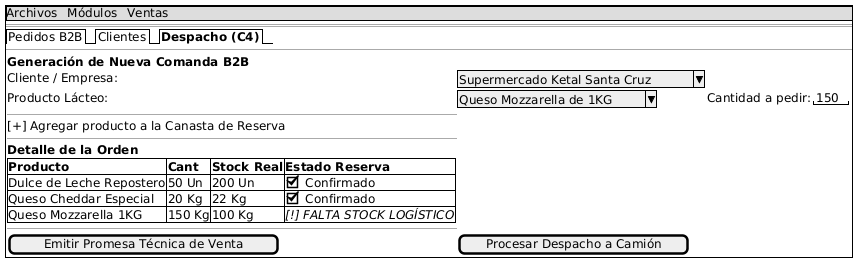 Archivos Módulos Ventas
Pedidos B2B Clientes Despacho (C4)
Generación de Nueva Comanda B2B
Cliente / Empresa: Supermercado Ketal Santa Cruz
Producto Lácteo: Queso Mozzarella de 1KG Cantidad a pedir: 150
[+] Agregar producto a la Canasta de Reserva
Detalle de la Orden
Producto Cant Stock Real Estado Reserva
Dulce de Leche Repostero 50 Un 200 Un Confirmado
Queso Cheddar Especial 20 Kg 22 Kg Confirmado
Queso Mozzarella 1KG 150 Kg 100 Kg [!] FALTA STOCK LOGÍSTICO
Emitir Promesa Técnica de Venta Procesar Despacho a Camión